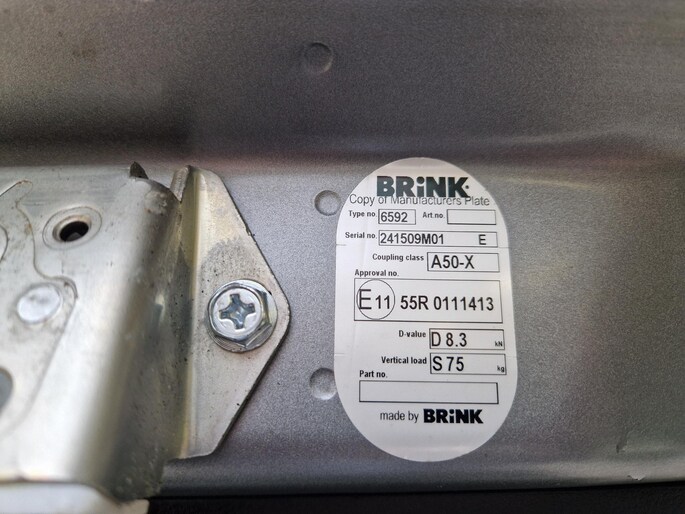 BRiNK
Copy of Manufacturers Plate
Type no. 6592 Art.no.
Serial no. 241509M01 E
Coupling class A50-X
Approval no.
E11 55R 0111413
D-value D 8.3 kN
Vertical load S 75 kg
Part no.
made by BRiNK